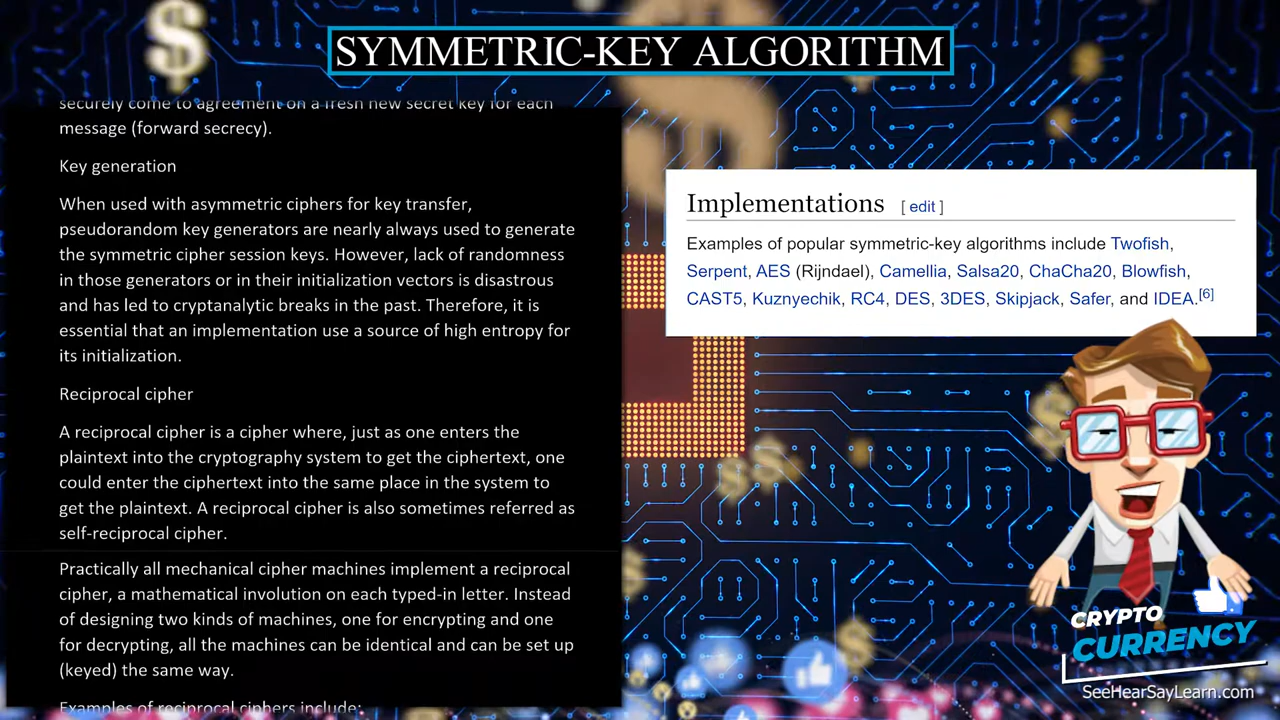 SYMMETRIC-KEY ALGORITHM
securely come to agreement on a fresh new secret key for each
message (forward secrecy).
Key generation
When used with asymmetric ciphers for key transfer,
pseudorandom key generators are nearly always used to generate
the symmetric cipher session keys. However, lack of randomness
in those generators or in their initialization vectors is disastrous
and has led to cryptanalytic breaks in the past. Therefore, it is
essential that an implementation use a source of high entropy for
its initialization.
Reciprocal cipher
A reciprocal cipher is a cipher where, just as one enters the
plaintext into the cryptography system to get the ciphertext, one
could enter the ciphertext into the same place in the system to
get the plaintext. A reciprocal cipher is also sometimes referred as
self-reciprocal cipher.
Practically all mechanical cipher machines implement a reciprocal
cipher, a mathematical involution on each typed-in letter. Instead
of designing two kinds of machines, one for encrypting and one
for decrypting, all the machines can be identical and can be set up
(keyed) the same way.
Examples of reciprocal ciphers include:
Implementations [ edit ]
Examples of popular symmetric-key algorithms include Twofish,
Serpent, AES (Rijndael), Camellia, Salsa20, ChaCha20, Blowfish,
CAST5, Kuznyechik, RC4, DES, 3DES, Skipjack, Safer, and IDEA.[6]
CRYPTO
CURRENCY
SeeHearSayLearn.com